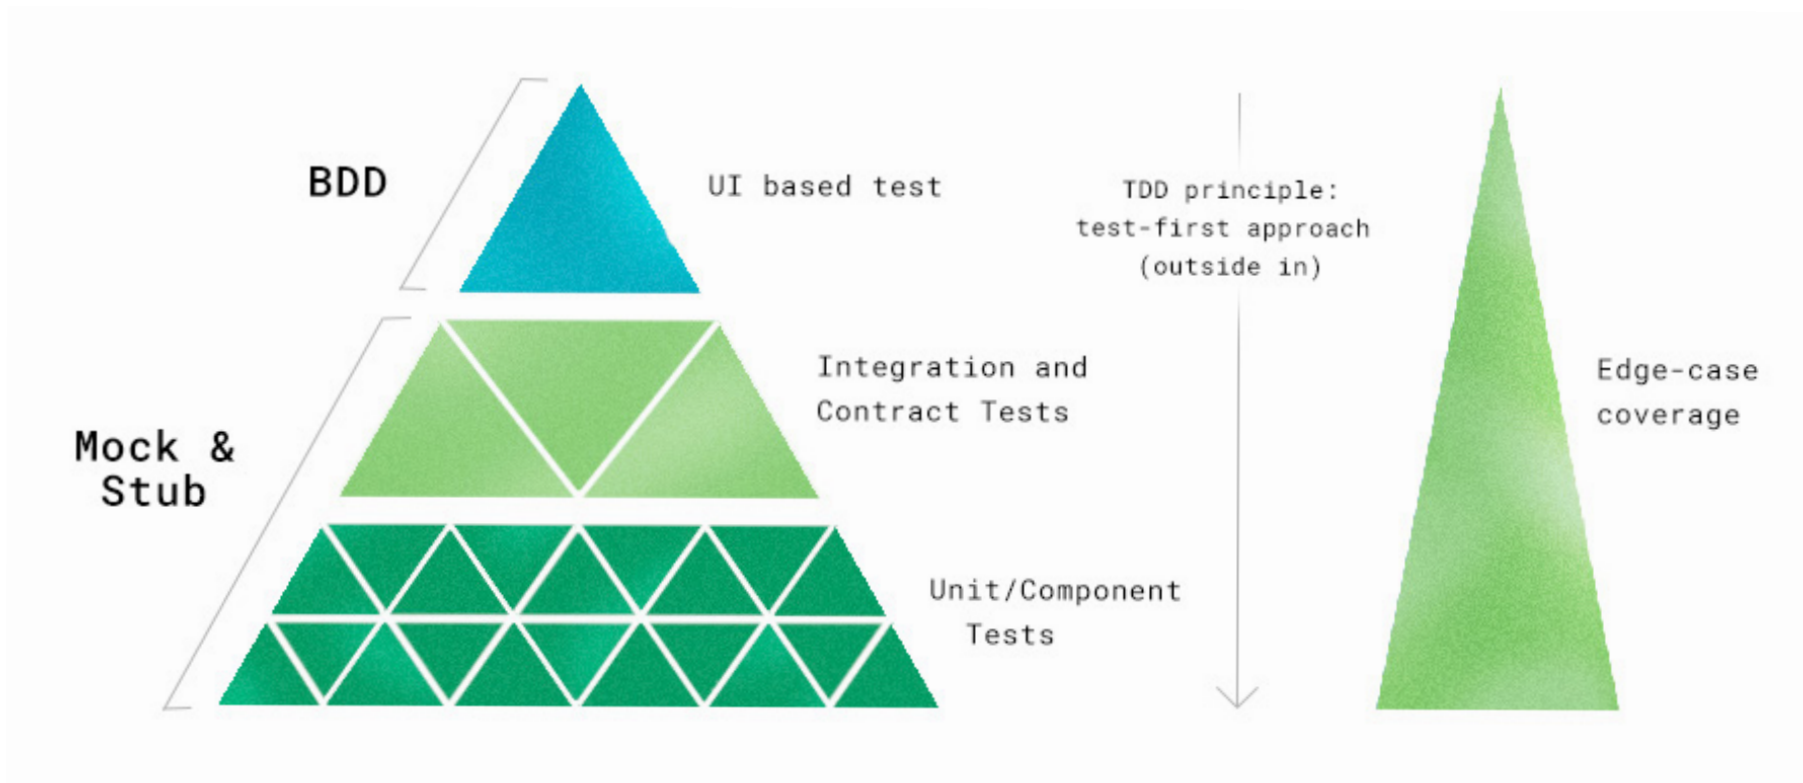 BDD
UI based test
TDD principle:
test-first approach
(outside in)
Integration and
Contract Tests
Edge-case
coverage
Mock &
Stub
Unit/Component
Tests